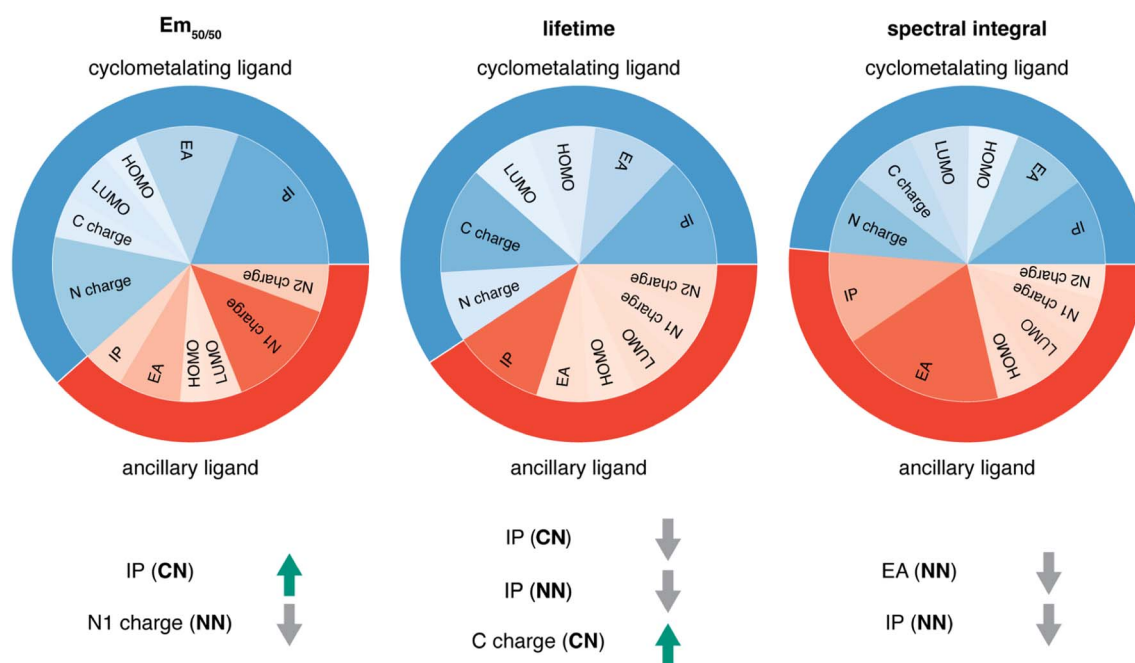 Em50/50
cyclometalating ligand
EA
IP
HOMO
LUMO
C charge
N charge
IP
EA
HOMO
LUMO
N1 charge
N2 charge
ancillary ligand
IP (CN)
N1 charge (NN)
lifetime
cyclometalating ligand
HOMO
EA
IP
LUMO
C charge
N charge
IP
EA
HOMO
LUMO
N1 charge
N2 charge
ancillary ligand
IP (CN)
IP (NN)
C charge (CN)
spectral integral
cyclometalating ligand
LUMO
HOMO
EA
IP
C charge
N charge
IP
EA
HOMO
LUMO
N1 charge
N2 charge
ancillary ligand
EA (NN)
IP (NN)